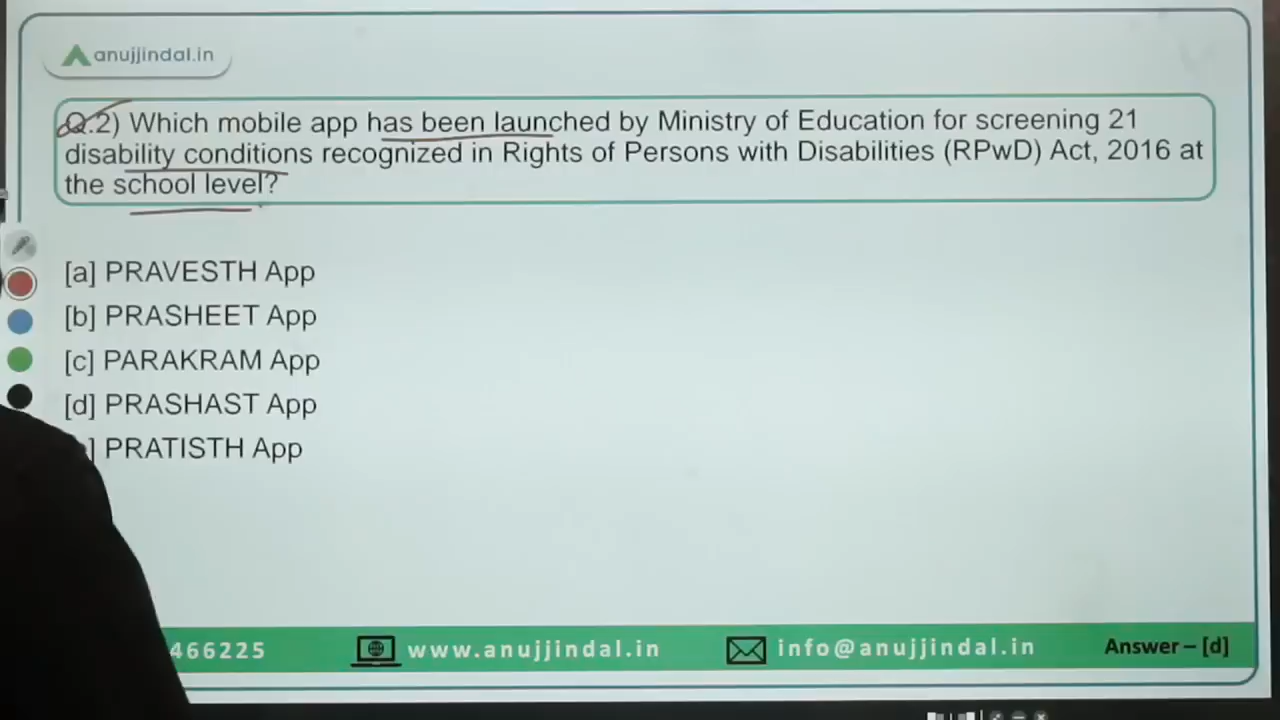 anujjindal.in
Q.2) Which mobile app has been launched by Ministry of Education for screening 21
disability conditions recognized in Rights of Persons with Disabilities (RPwD) Act, 2016 at
the school level?
[a] PRAVESTH App
[b] PRASHEET App
[c] PARAKRAM App
[d] PRASHAST App
] PRATISTH App
466225
www.anujjindal.in
info@anujjindal.in
Answer – [d]